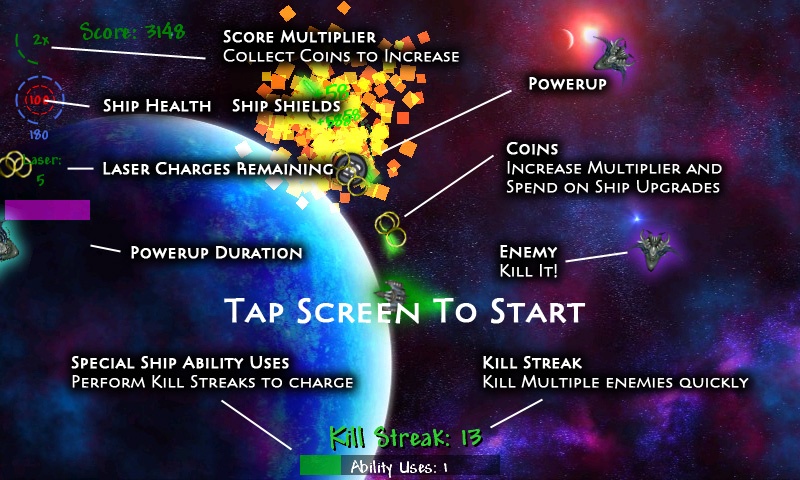 2x
Score: 3148
SCORE MULTIPLIER
COLLECT COINS TO INCREASE
POWERUP
100
SHIP HEALTH SHIP SHIELDS
180
Laser:
5
LASER CHARGES REMAINING
COINS
INCREASE MULTIPLIER AND
SPEND ON SHIP UPGRADES
POWERUP DURATION
ENEMY
KILL IT!
TAP SCREEN TO START
SPECIAL SHIP ABILITY USES
PERFORM KILL STREAKS TO CHARGE
KILL STREAK
KILL MULTIPLE ENEMIES QUICKLY
Kill Streak: 13
Ability Uses: 1